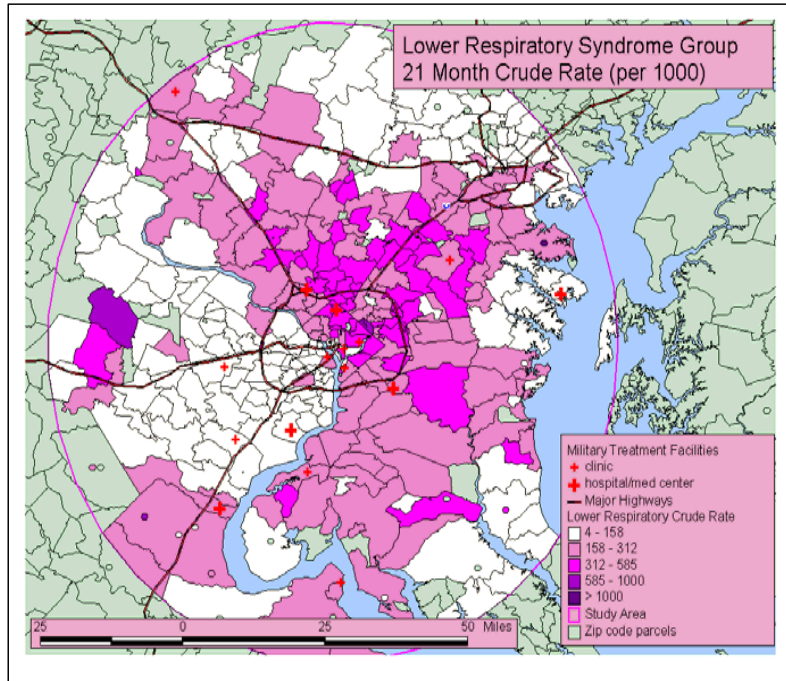 Lower Respiratory Syndrome Group
21 Month Crude Rate (per 1000)
Military Treatment Facilities
clinic
hospital/med center
Major Highways
Lower Respiratory Crude Rate
4 - 158
158 - 312
312 - 585
585 - 1000
> 1000
Study Area
Zip code parcels
25 0 25 50 Miles